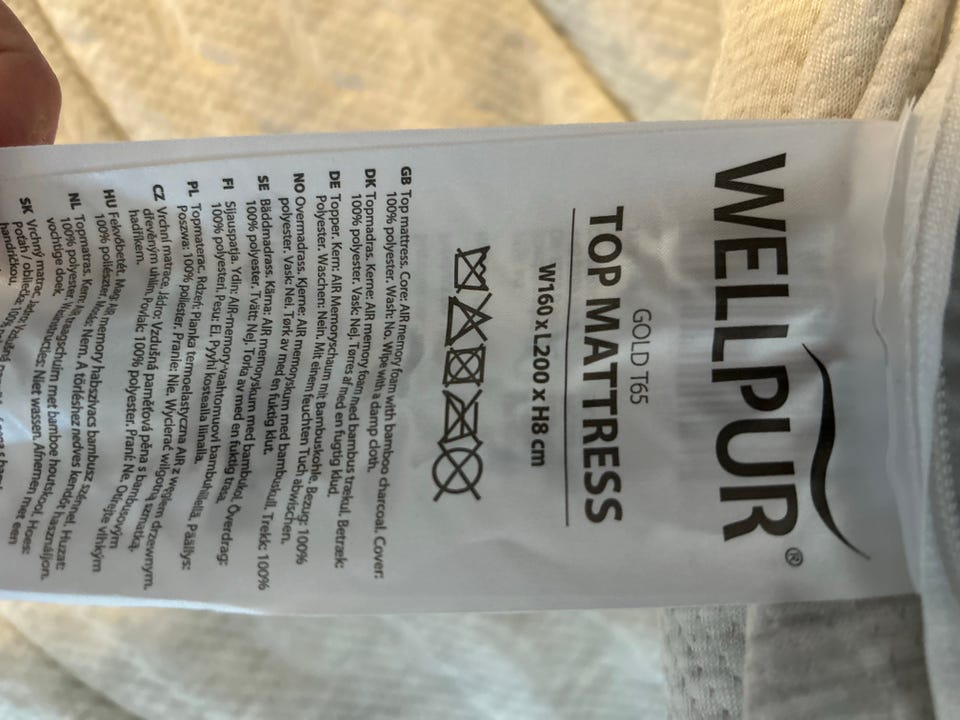 WELLPUR®
GOLD T65
TOP MATTRESS
W160 x L200 x H8 cm
GB Top mattress. Core: AIR memory foam with bamboo charcoal. Cover:
100% polyester. Wash: No. Wipe with a damp cloth.
DK Topmadras. Kerne: AIR memory foam med bambus trækul. Betræk:
100% polyester. Vask: Nej. Tørres af med en fugtig klud.
DE Topper. Kern: AIR Memoryschaum mit Bambuskohle. Bezug: 100%
Polyester. Waschen: Nein. Mit einem feuchten Tuch abwischen.
NO Overmadrass. Kjerne: AIR memoryskum med bambuskull. Trekk: 100%
polyester. Vask: Nei. Tørk av med en fuktig klut.
SE Bäddmadrass. Kärna: AIR memoryskum med bambukol. Överdrag:
100% polyester. Tvätt: Nej. Torka av med en fuktig trasa.
FI Sijauspatja. Ydin: AIR-memory-vaahtomuovi bambuhiilellä. Päällys:
100% polyesteri. Pesu: Ei. Pyyhi kostealla liinalla.
PL Topmaterac. Rdzeń: Pianka termoelastyczna AIR z węglem drzewnym.
Poszwa: 100% poliester. Pranie: Nie. Wycierać wilgotną szmatką.
CZ Vrchní matrace. Jádro: Vzdušná paměťová pěna s bambusovým
dřevěným uhlím. Povlak: 100% polyester. Praní: Ne. Otírejte vlhkým
hadříkem.
HU Fekvőbetét. Mag: memory habszivacs bambusz szénnel. Huzat:
100% poliészter. Nem. A törléshez nedves kendőt használjon.
NL Topmatras. Kern: traagschuim met bamboe houtskool. Hoes:
100% polyester. Niet wassen. Afnemen met een
vochtige doek.
SK Vrchný matrac.
Poťah / obliečka:
handričkou.